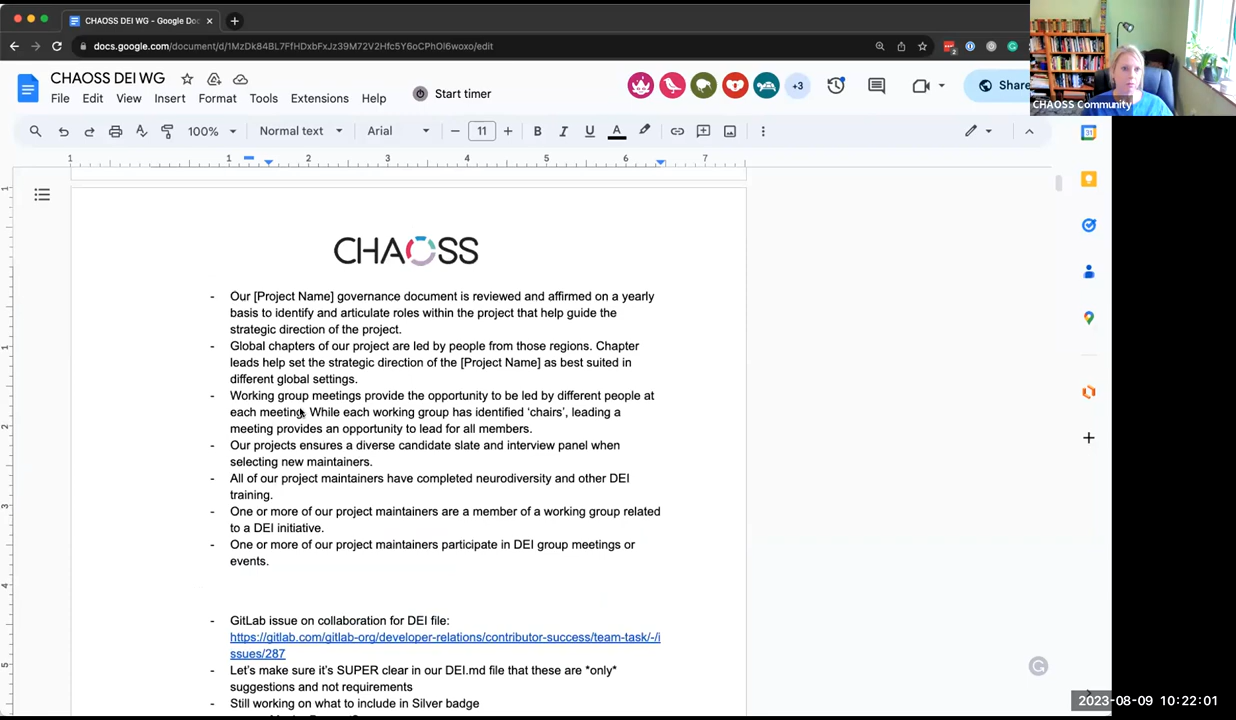 CHAOSS DEI WG - Google Doc
docs.google.com/document/d/1MzDk84BL7FfHDxbFxJz39M72V2Hfc5Y6oCPhOl6woxo/edit
CHAOSS DEI WG
File Edit View Insert Format Tools Extensions Help
Start timer
+3
Share
CHAOSS Community
100% Normal text Arial 11 B I U A
1 1 2 3 4 5 6 7
CHAOSS
- Our [Project Name] governance document is reviewed and affirmed on a yearly
basis to identify and articulate roles within the project that help guide the
strategic direction of the project.
- Global chapters of our project are led by people from those regions. Chapter
leads help set the strategic direction of the [Project Name] as best suited in
different global settings.
- Working group meetings provide the opportunity to be led by different people at
each meeting. While each working group has identified ‘chairs’, leading a
meeting provides an opportunity to lead for all members.
- Our projects ensures a diverse candidate slate and interview panel when
selecting new maintainers.
- All of our project maintainers have completed neurodiversity and other DEI
training.
- One or more of our project maintainers are a member of a working group related
to a DEI initiative.
- One or more of our project maintainers participate in DEI group meetings or
events.
- GitLab issue on collaboration for DEI file:
https://gitlab.com/gitlab-org/developer-relations/contributor-success/team-task/-/i
ssues/287
- Let’s make sure it’s SUPER clear in our DEI.md file that these are *only*
suggestions and not requirements
- Still working on what to include in Silver badge
2023-08-09 10:22:01